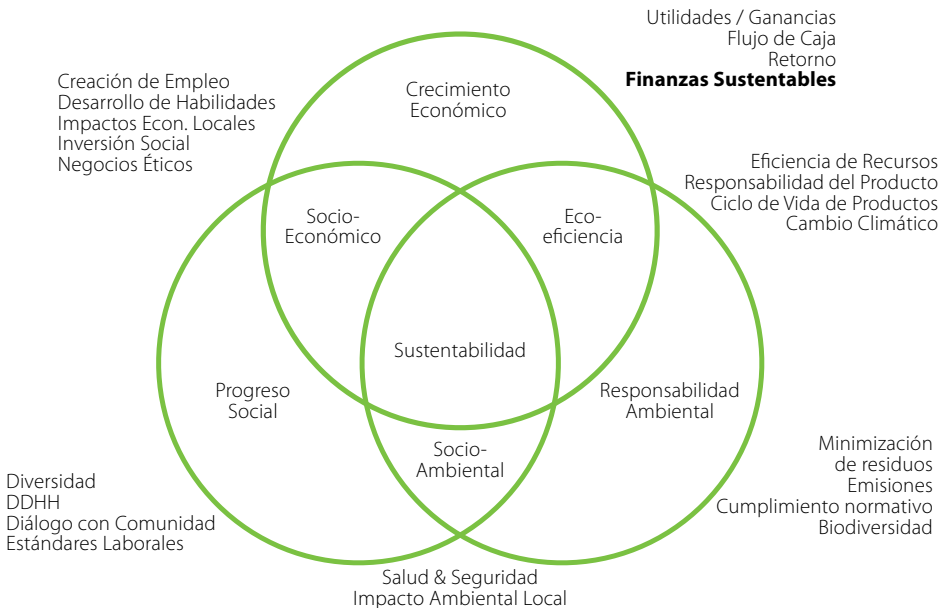 Utilidades / Ganancias
Flujo de Caja
Retorno
Finanzas Sustentables
Creación de Empleo
Desarrollo de Habilidades
Impactos Econ. Locales
Inversión Social
Negocios Éticos
Crecimiento
Económico
Eficiencia de Recursos
Responsabilidad del Producto
Ciclo de Vida de Productos
Cambio Climático
Socio-
Económico
Eco-
eficiencia
Sustentabilidad
Progreso
Social
Responsabilidad
Ambiental
Socio-
Ambiental
Minimización
de residuos
Emisiones
Cumplimiento normativo
Biodiversidad
Diversidad
DDHH
Diálogo con Comunidad
Estándares Laborales
Salud & Seguridad
Impacto Ambiental Local